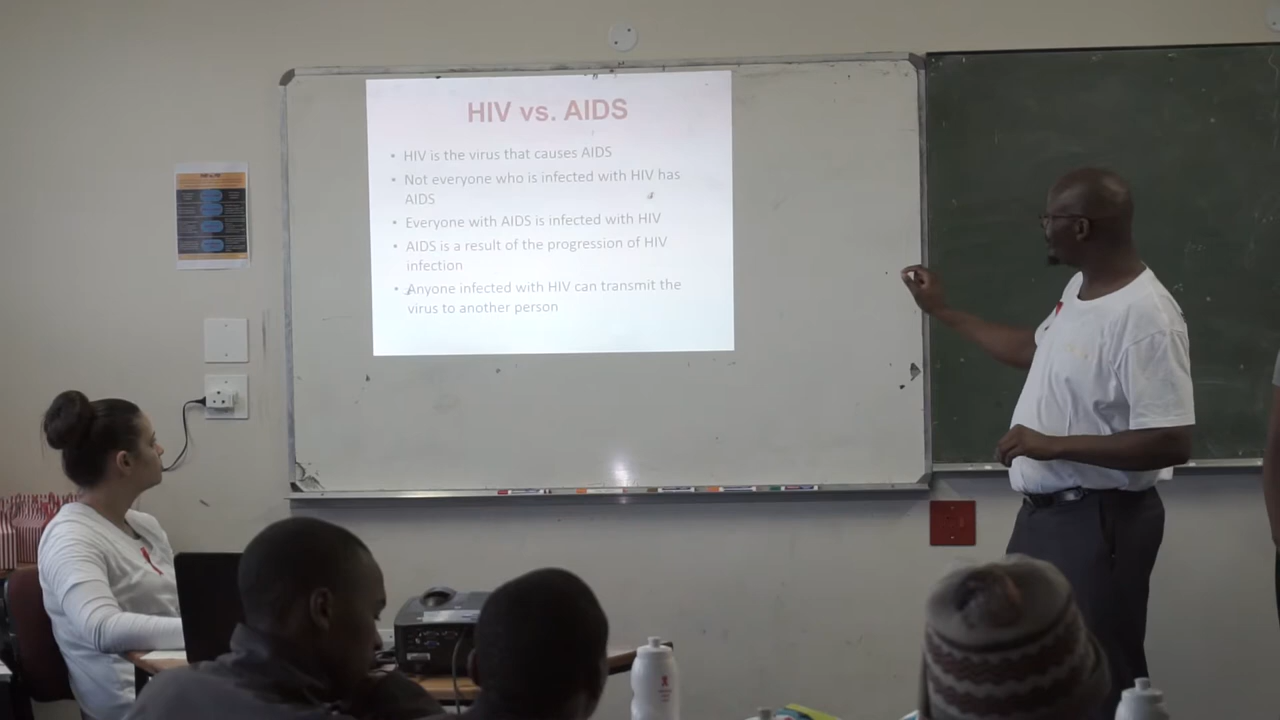 HIV vs. AIDS
• HIV is the virus that causes AIDS
• Not everyone who is infected with HIV has
AIDS
• Everyone with AIDS is infected with HIV
• AIDS is a result of the progression of HIV
infection
• Anyone infected with HIV can transmit the
virus to another person